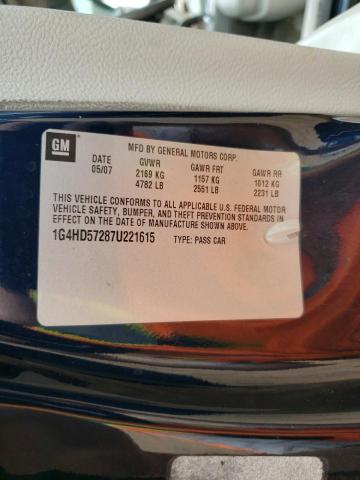 GM
MFD BY GENERAL MOTORS CORP.
DATE GVWR GAWR FRT GAWR RR
05/07 2169 KG 1157 KG 1012 KG
4782 LB 2551 LB 2231 LB
THIS VEHICLE CONFORMS TO ALL APPLICABLE U.S. FEDERAL MOTOR
VEHICLE SAFETY, BUMPER, AND THEFT PREVENTION STANDARDS IN
EFFECT ON THE DATE OF MANUFACTURE SHOWN ABOVE.
1G4HD57287U221615 TYPE: PASS CAR